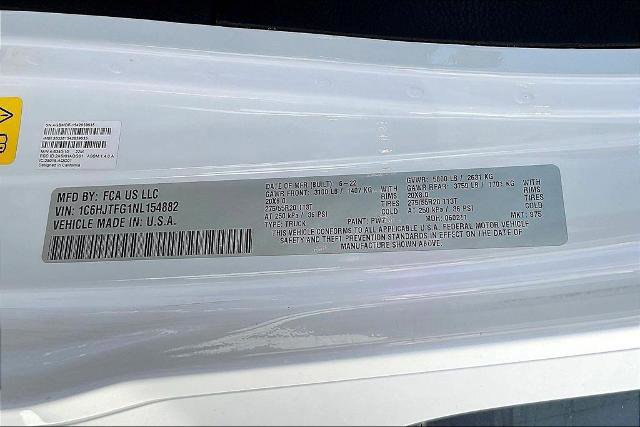 MFD BY: FCA US LLC
VIN: 1C6HJTFG1NL154882
VEHICLE MADE IN: U.S.A.
DATE OF MFR (BUILT): 6-22 GVWR: 5800 LB / 2631 KG
GAWR FRONT: 3100 LB / 1407 KG WITH GAWR REAR: 3750 LB / 1701 KG WITH
20X8.0 RIMS 20X8.0 RIMS
275/55R20 113T TIRES 275/55R20 113T TIRES
AT 250 kPa / 36 PSI COLD AT 250 kPa / 36 PSI COLD
TYPE: TRUCK PAINT: PW7 MDH: MKT: 975
THIS VEHICLE CONFORMS TO ALL APPLICABLE U.S.A. FEDERAL MOTOR VEHICLE
SAFETY AND THEFT PREVENTION STANDARDS IN EFFECT ON THE DATE OF
MANUFACTURE SHOWN ABOVE.
Designed in California